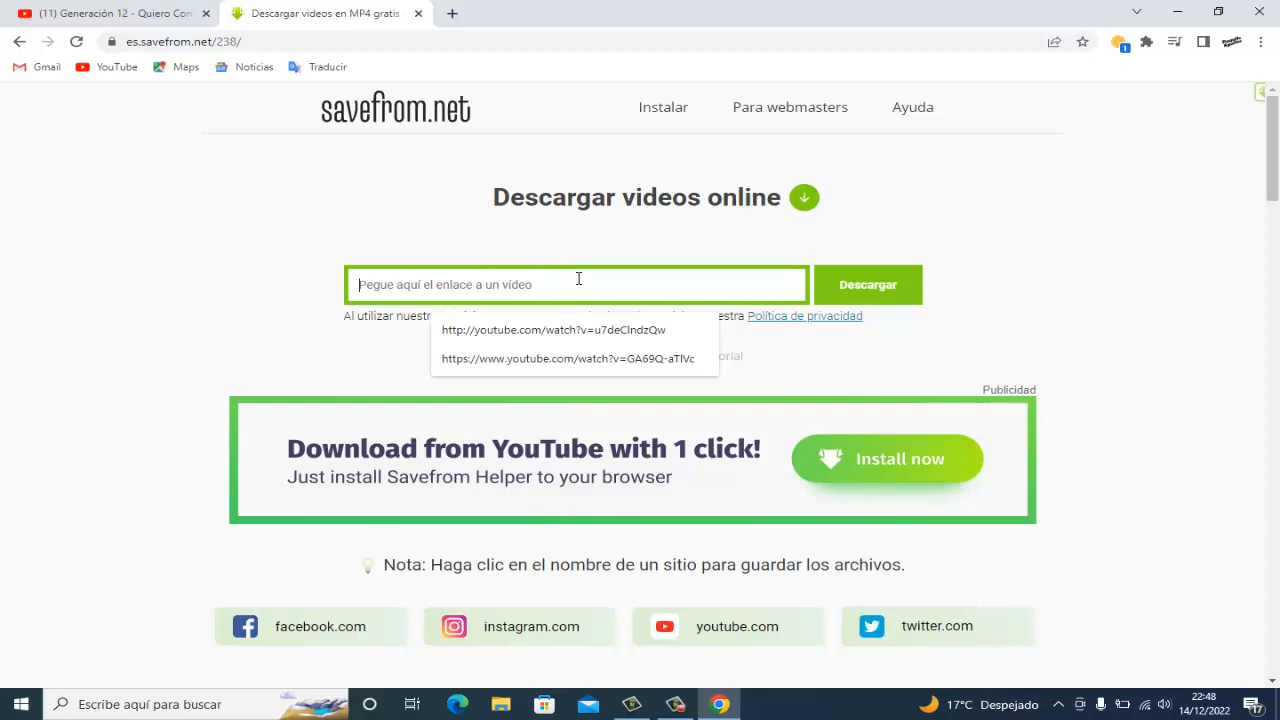 (11) Generación 12 - Quiero Con
Descargar videos en MP4 gratis
es.savefrom.net/238/
1
Gmail
YouTube
Maps
Noticias
Traducir
savefrom.net
Instalar
Para webmasters
Ayuda
Descargar videos online
Pegue aquí el enlace a un vídeo
Descargar
Al utilizar nuestr
estra Política de privacidad
http://youtube.com/watch?v=u7deClndzQw
https://www.youtube.com/watch?v=GA69Q-aTlVc
orial
Publicidad
Download from YouTube with 1 click!
Just install Savefrom Helper to your browser
Install now
Nota: Haga clic en el nombre de un sitio para guardar los archivos.
facebook.com
instagram.com
youtube.com
twitter.com
Escribe aquí para buscar
17°C Despejado
22:48
14/12/2022
17